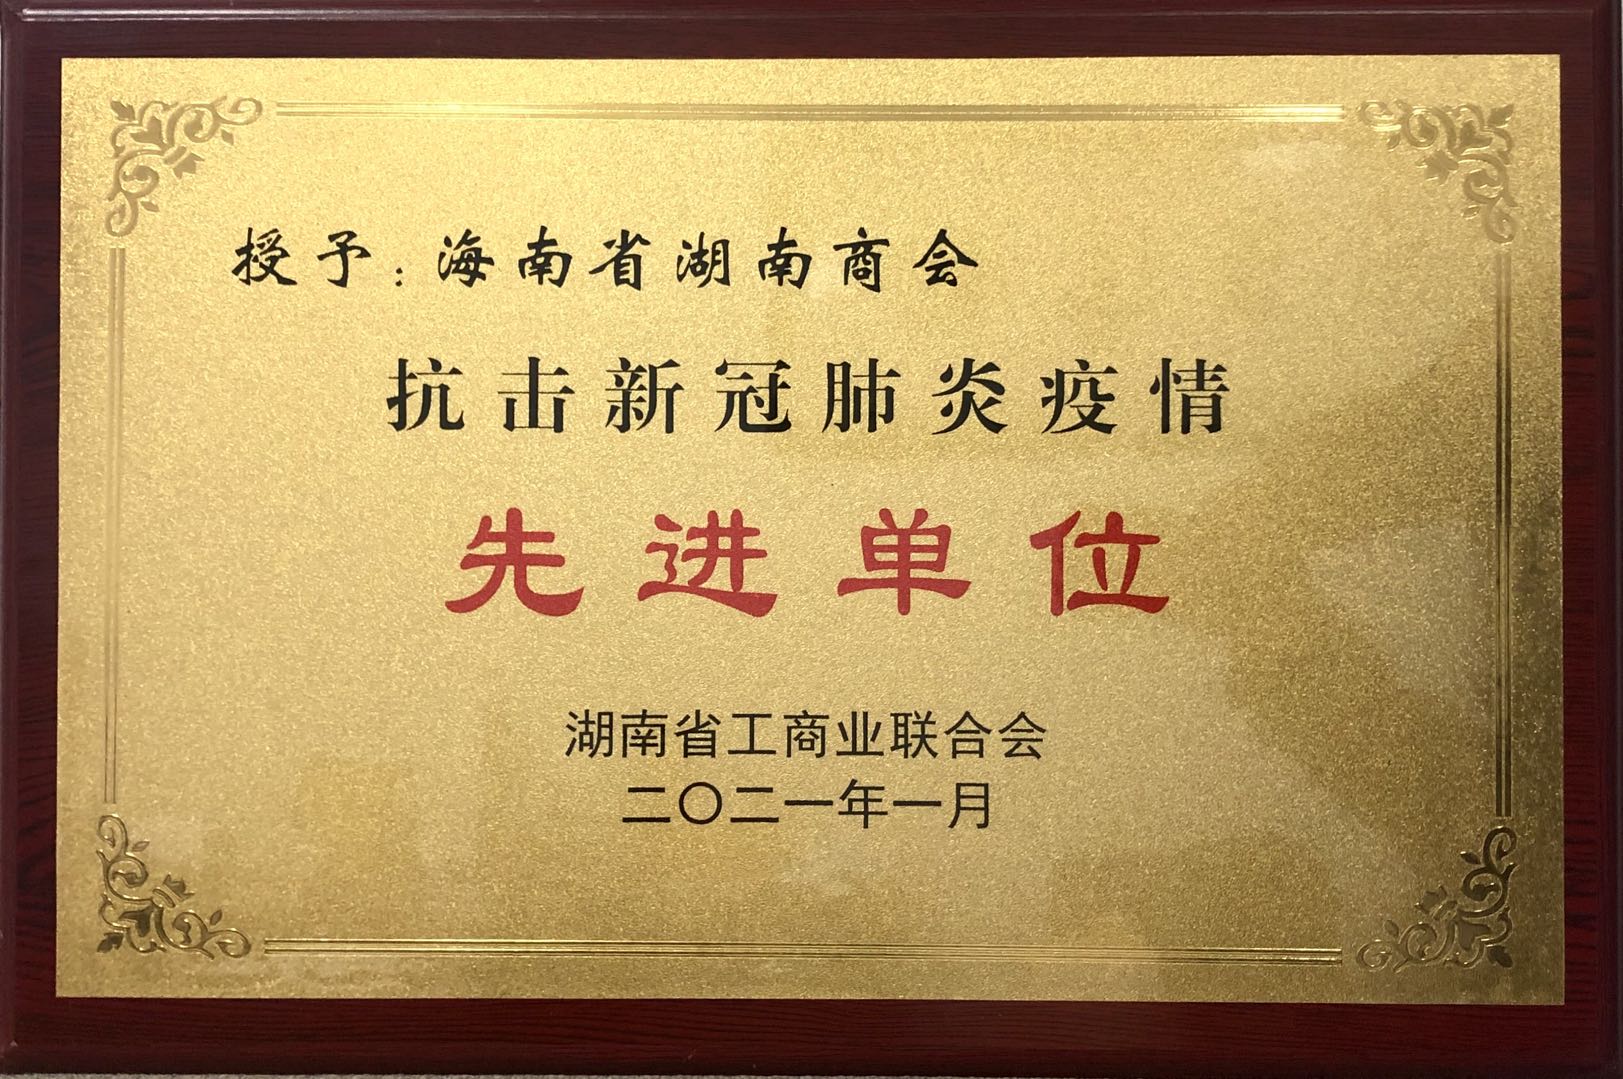 授予：海南省湖南商会
抗击新冠肺炎疫情
先进单位
湖南省工商业联合会
二〇二一年一月